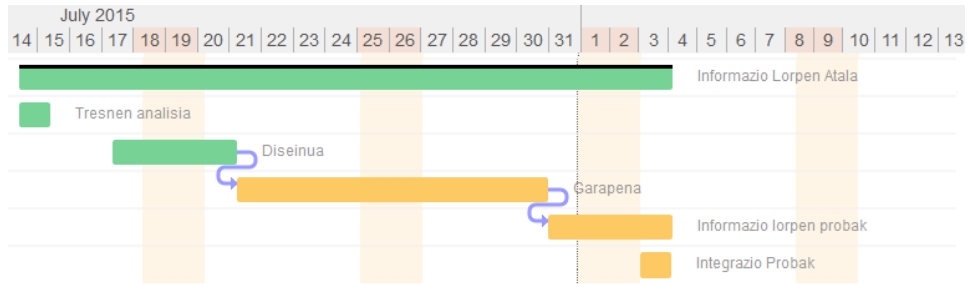 July 2015
14 15 16 17 18 19 20 21 22 23 24 25 26 27 28 29 30 31 1 2 3 4 5 6 7 8 9 10 11 12 13
Informazio Lorpen Atala
Tresnen analisia
Diseinua
Garapena
Informazio lorpen probak
Integrazio Probak